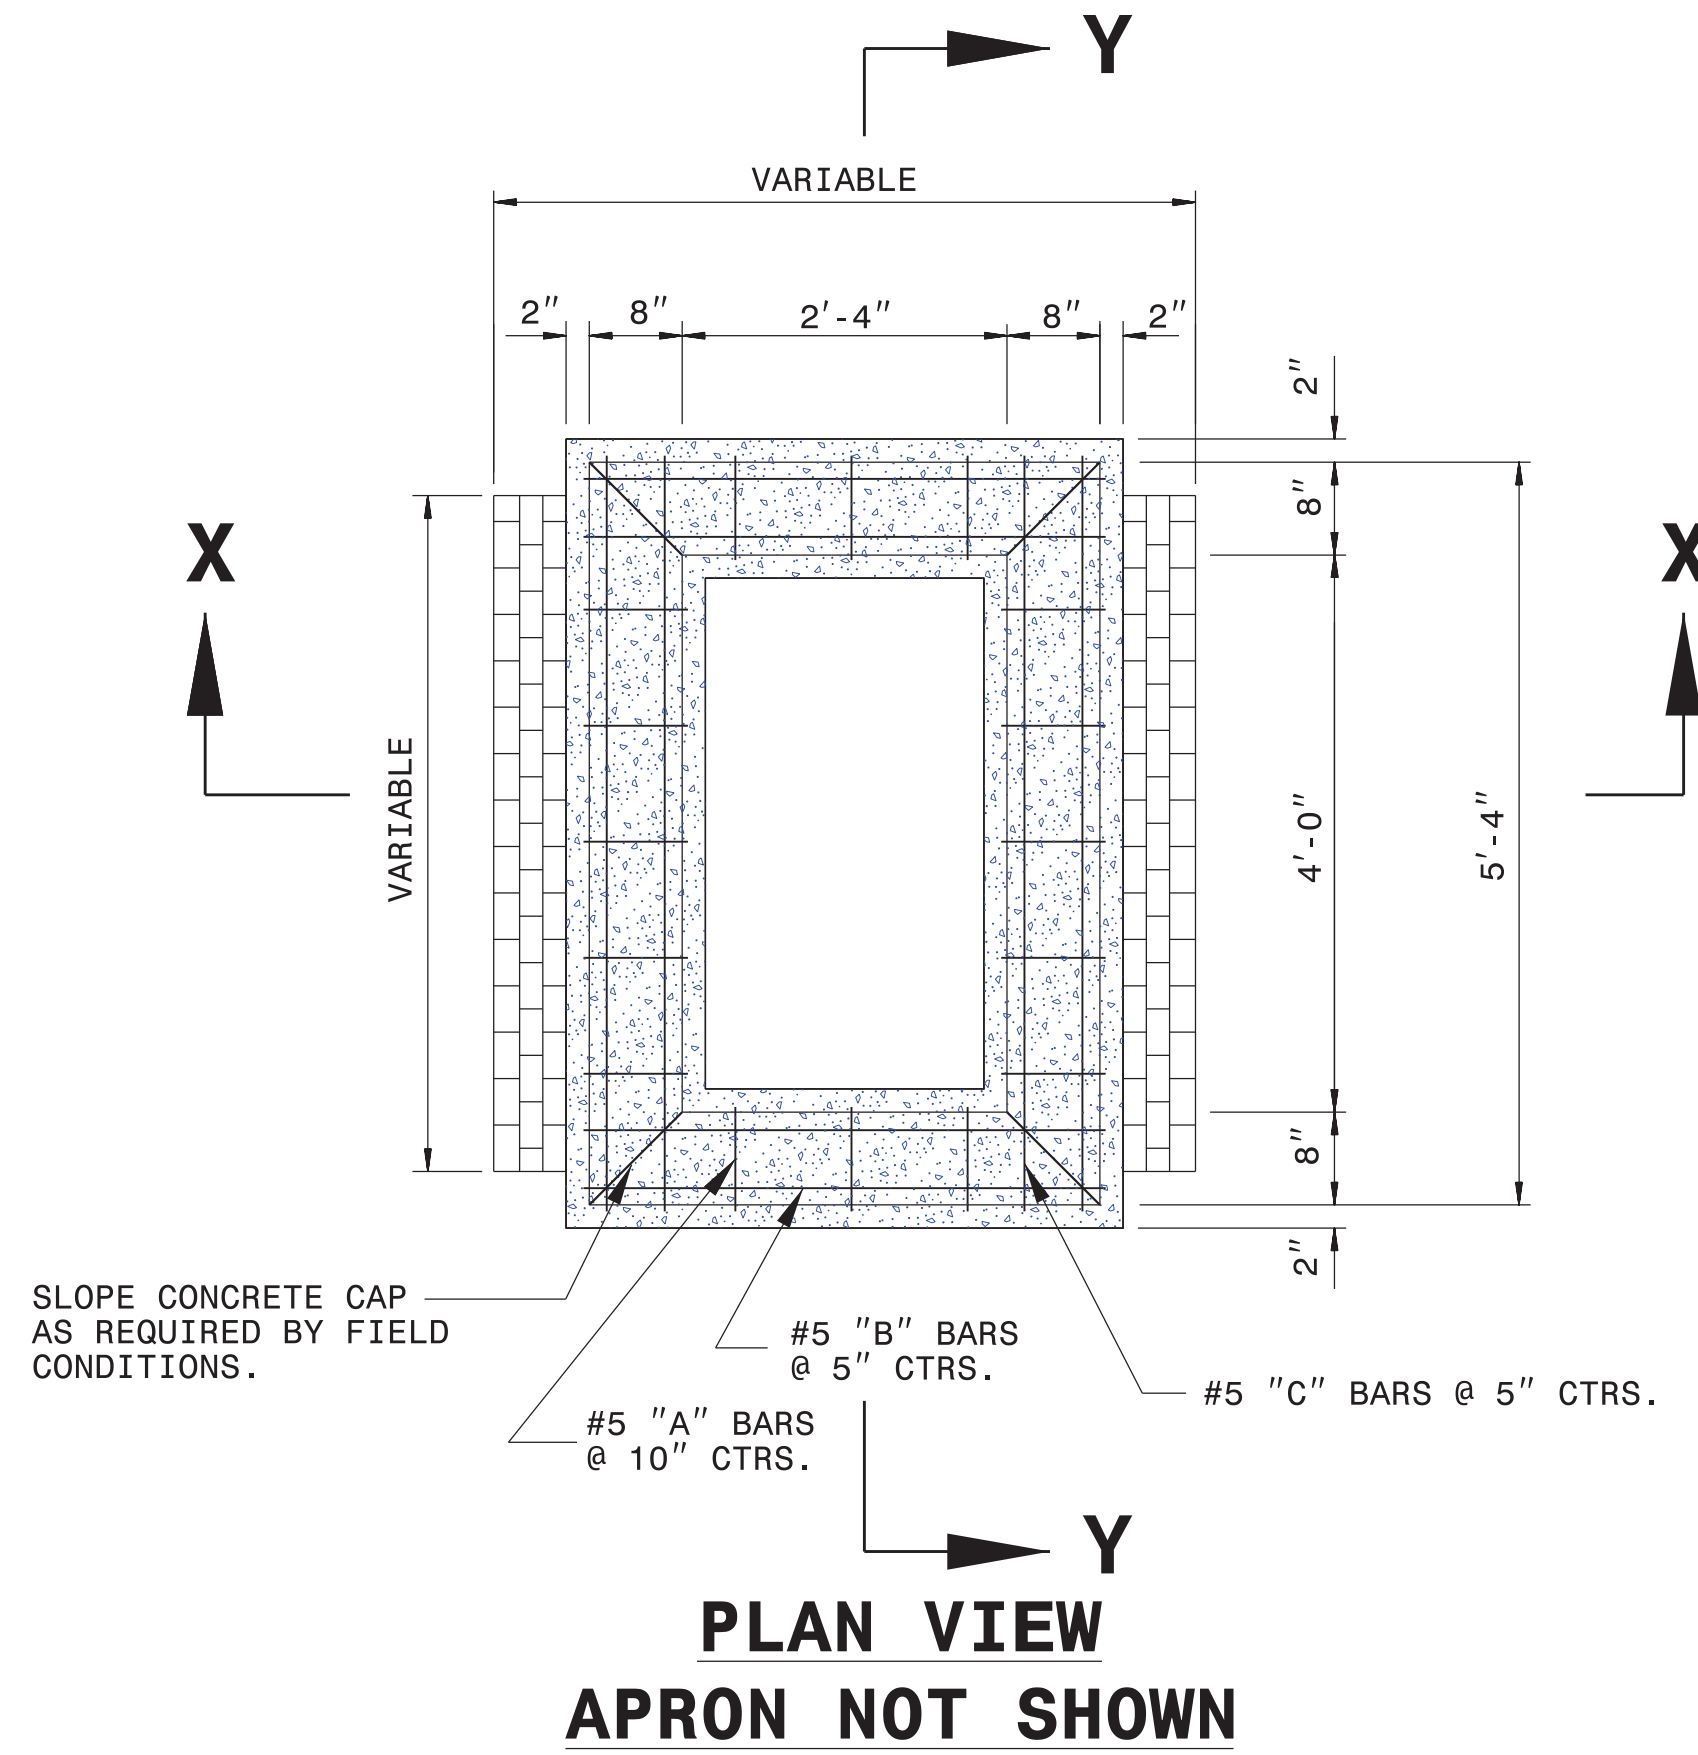 Y
VARIABLE
2" 8" 2'-4" 8" 2"
2"
8"
X X
VARIABLE
4'-0"
5'-4"
8"
2"
SLOPE CONCRETE CAP
AS REQUIRED BY FIELD
CONDITIONS.
#5 "B" BARS
@ 5" CTRS.
#5 "C" BARS @ 5" CTRS.
#5 "A" BARS
@ 10" CTRS.
Y
PLAN VIEW
APRON NOT SHOWN